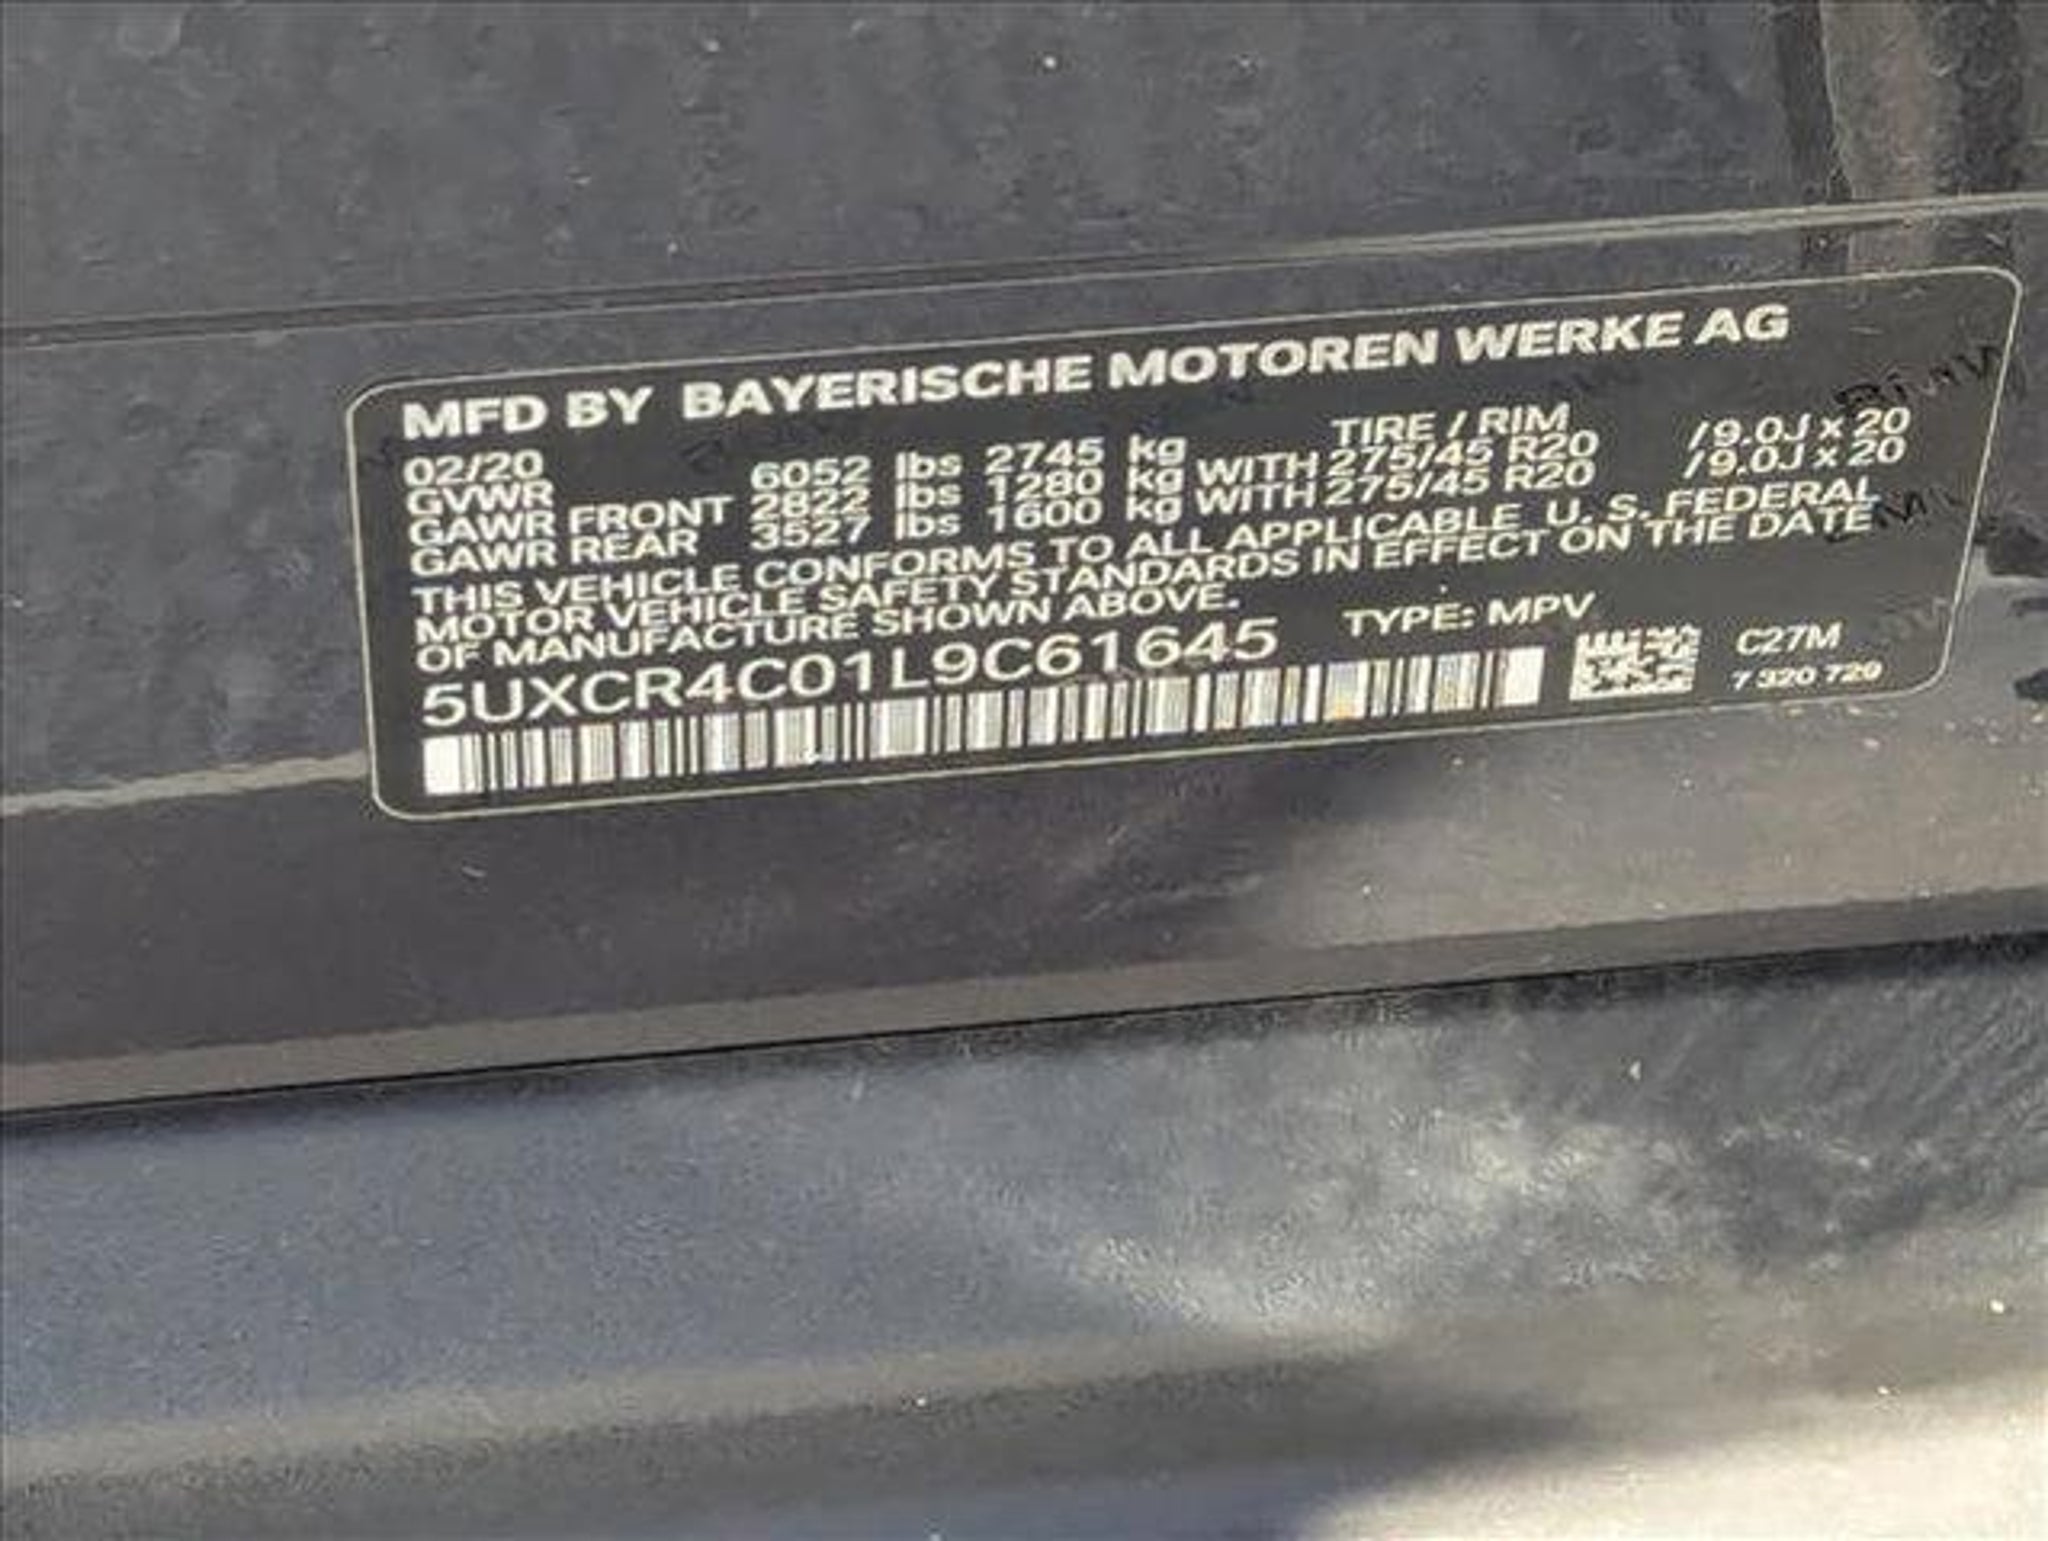 MFD BY BAYERISCHE MOTOREN WERKE AG
02/20 TIRE / RIM
GVWR 6052 lbs 2745 kg
GAWR FRONT 2822 lbs 1280 kg WITH 275/45 R20 / 9.0J x 20
GAWR REAR 3527 lbs 1600 kg WITH 275/45 R20 / 9.0J x 20
THIS VEHICLE CONFORMS TO ALL APPLICABLE U. S. FEDERAL
MOTOR VEHICLE SAFETY STANDARDS IN EFFECT ON THE DATE
OF MANUFACTURE SHOWN ABOVE.
5UXCR4C01L9C61645 TYPE: MPV
C27M
7 320 729